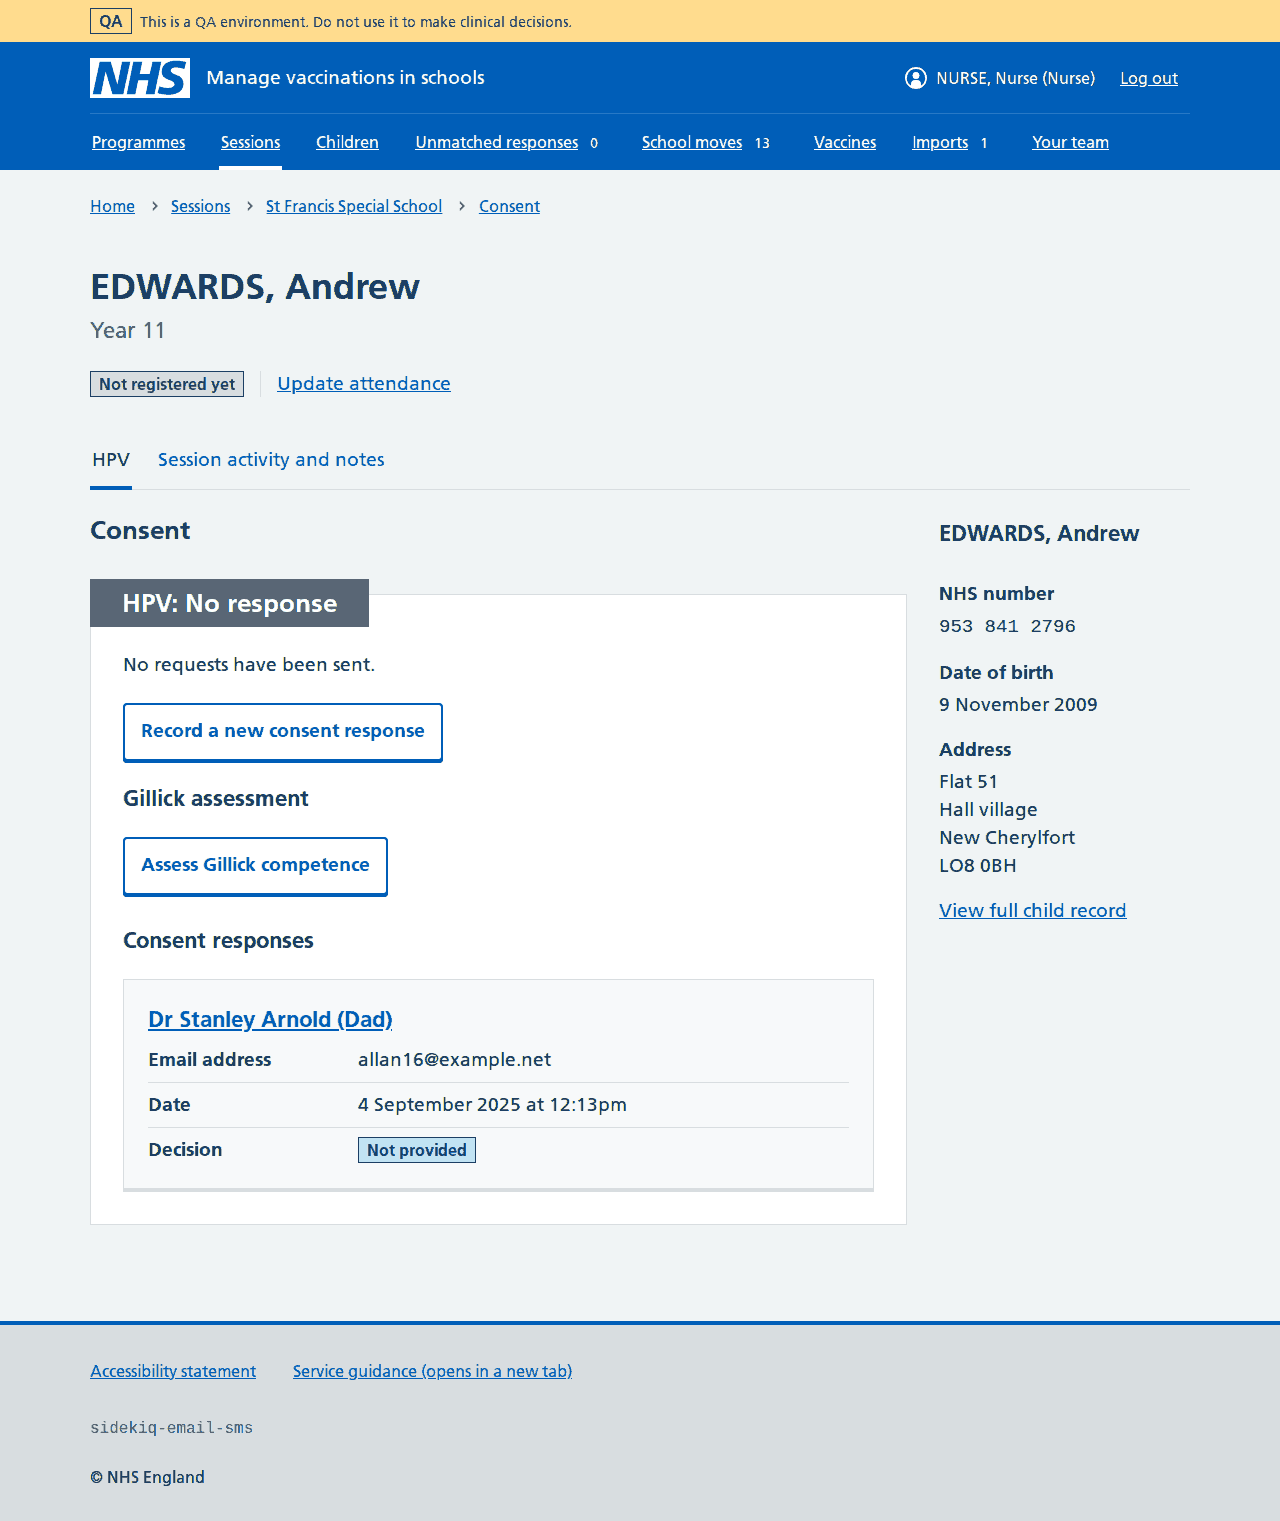 QA This is a QA environment. Do not use it to make clinical decisions.
NHS Manage vaccinations in schools NURSE, Nurse (Nurse) Log out
Programmes Sessions Children Unmatched responses 0 School moves 13 Vaccines Imports 1 Your team
Home Sessions St Francis Special School Consent
EDWARDS, Andrew
Year 11
Not registered yet Update attendance
HPV Session activity and notes
Consent
HPV: No response
No requests have been sent.
Record a new consent response
Gillick assessment
Assess Gillick competence
Consent responses
Dr Stanley Arnold (Dad)
Email address allan16@example.net
Date 4 September 2025 at 12:13pm
Decision Not provided
EDWARDS, Andrew
NHS number
953 841 2796
Date of birth
9 November 2009
Address
Flat 51
Hall village
New Cherylfort
LO8 0BH
View full child record
Accessibility statement Service guidance (opens in a new tab)
sidekiq-email-sms
© NHS England